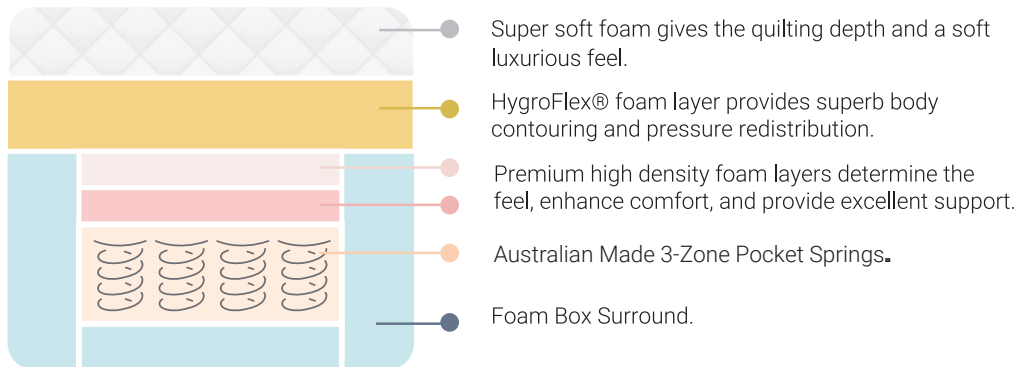 Super soft foam gives the quilting depth and a soft
luxurious feel.
HygroFlex® foam layer provides superb body
contouring and pressure redistribution.
Premium high density foam layers determine the
feel, enhance comfort, and provide excellent support.
Australian Made 3-Zone Pocket Springs.
Foam Box Surround.